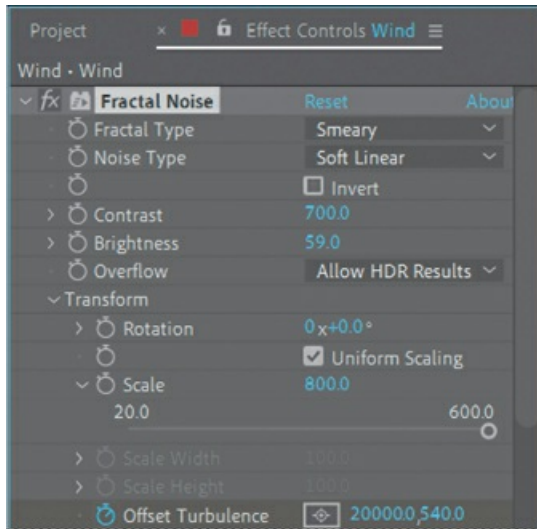 Project × Effect Controls Wind ≡
Wind • Wind
fx Fractal Noise Reset About
Fractal Type Smeary
Noise Type Soft Linear
Invert
Contrast 700.0
Brightness 59.0
Overflow Allow HDR Results
Transform
Rotation 0x+0.0°
Uniform Scaling
Scale 800.0
20.0 600.0
Scale Width 100.0
Scale Height 100.0
Offset Turbulence 20000.0,540.0